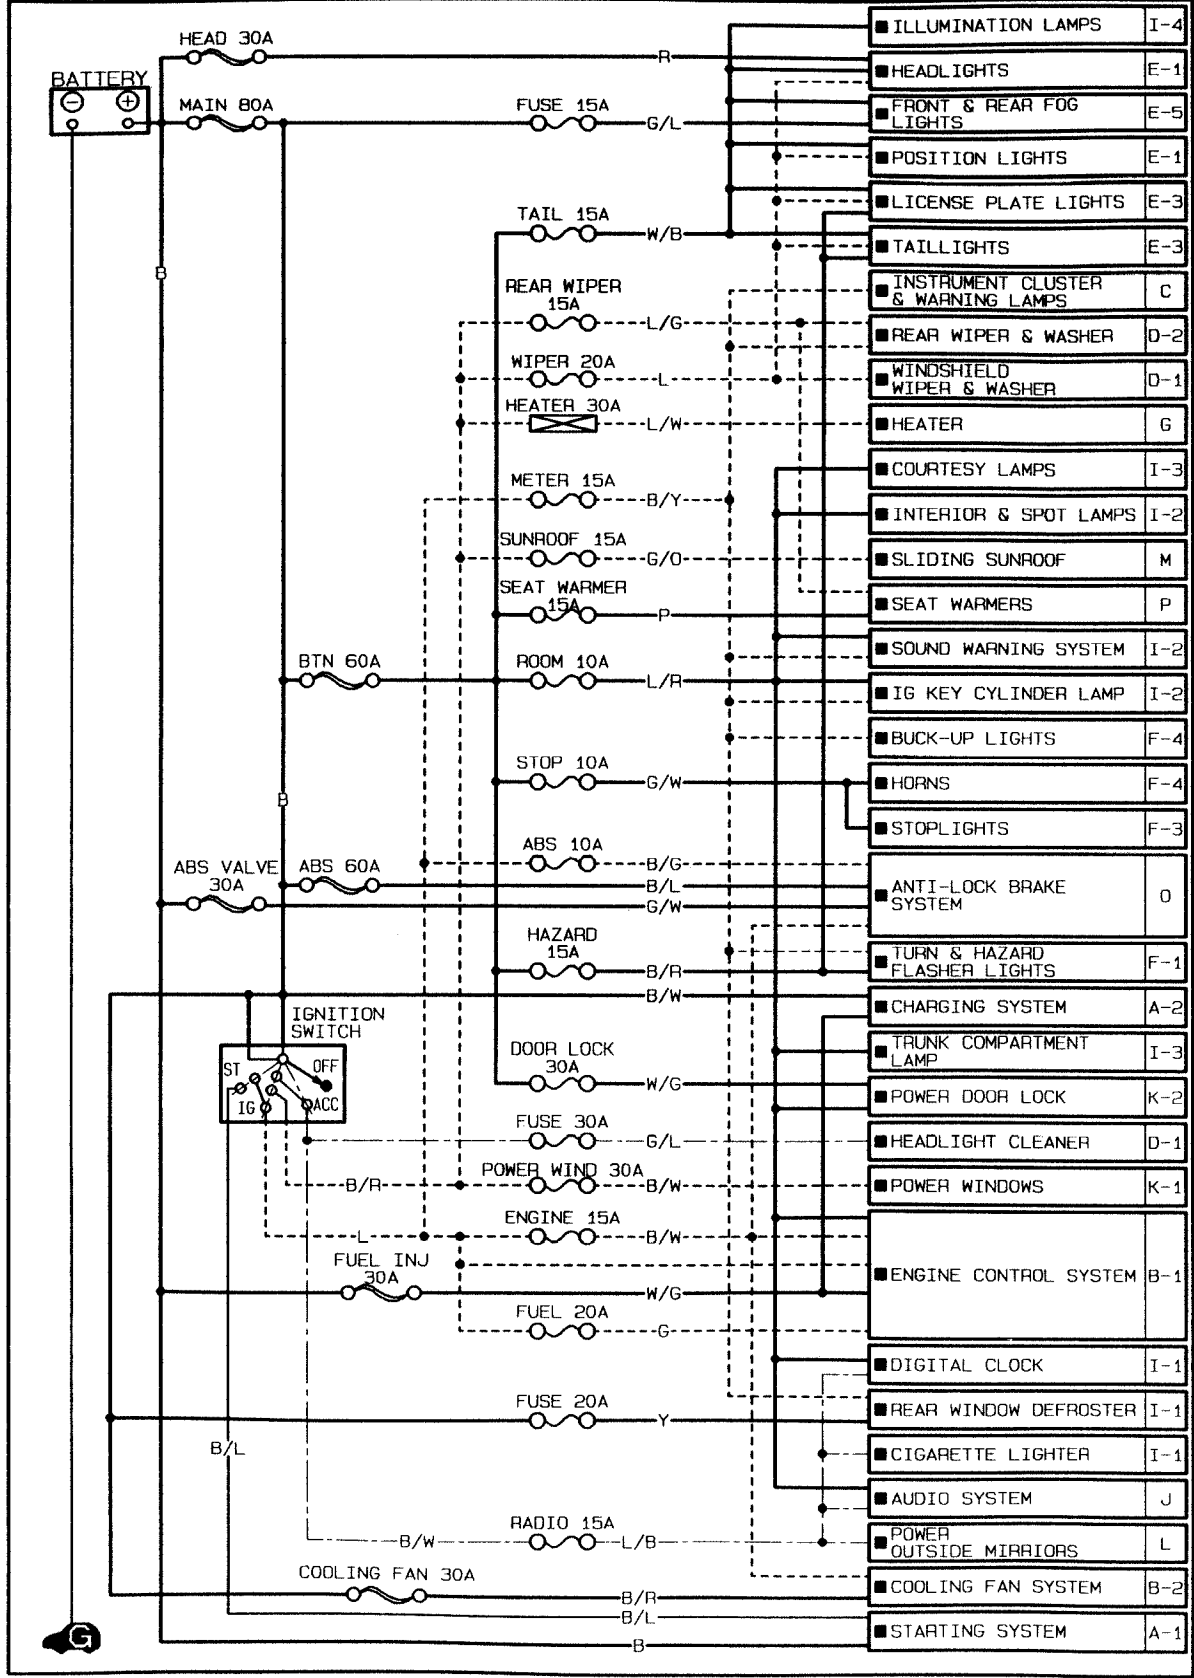 ILLUMINATION LAMPS I-4
HEAD 30A
R
HEADLIGHTS E-1
BATTERY
MAIN 80A
FUSE 15A
G/L
FRONT & REAR FOG
LIGHTS
E-5
POSITION LIGHTS E-1
LICENSE PLATE LIGHTS E-3
TAIL 15A
W/B
TAILLIGHTS E-3
B
INSTRUMENT CLUSTER
& WARNING LAMPS
C
REAR WIPER
15A
L/G
REAR WIPER & WASHER D-2
WIPER 20A
L
WINDSHIELD
WIPER & WASHER
D-1
HEATER 30A
L/W
HEATER G
COURTESY LAMPS I-3
METER 15A
B/Y
INTERIOR & SPOT LAMPS I-2
SUNROOF 15A
G/O
SLIDING SUNROOF M
SEAT WARMER
15A
P
SEAT WARMERS P
SOUND WARNING SYSTEM I-2
BTN 60A
ROOM 10A
L/R
IG KEY CYLINDER LAMP I-2
BUCK-UP LIGHTS F-4
STOP 10A
G/W
HORNS F-4
B
STOPLIGHTS F-3
ABS 10A
B/G
ABS VALVE
30A
ABS 60A
B/L
G/W
ANTI-LOCK BRAKE
SYSTEM
O
HAZARD
15A
B/R
TURN & HAZARD
FLASHER LIGHTS
F-1
B/W
CHARGING SYSTEM A-2
IGNITION
SWITCH
ST
OFF
IG
ACC
TRUNK COMPARTMENT
LAMP
I-3
DOOR LOCK
30A
W/G
POWER DOOR LOCK K-2
FUSE 30A
G/L
HEADLIGHT CLEANER D-1
B/R
POWER WIND 30A
B/W
POWER WINDOWS K-1
L
ENGINE 15A
B/W
FUEL INJ
30A
W/G
ENGINE CONTROL SYSTEM B-1
FUEL 20A
G
DIGITAL CLOCK I-1
FUSE 20A
Y
REAR WINDOW DEFROSTER I-1
B/L
CIGARETTE LIGHTER I-1
AUDIO SYSTEM J
B/W
RADIO 15A
L/B
POWER
OUTSIDE MIRRIORS
L
COOLING FAN 30A
B/R
COOLING FAN SYSTEM B-2
B/L
STARTING SYSTEM A-1
B
G